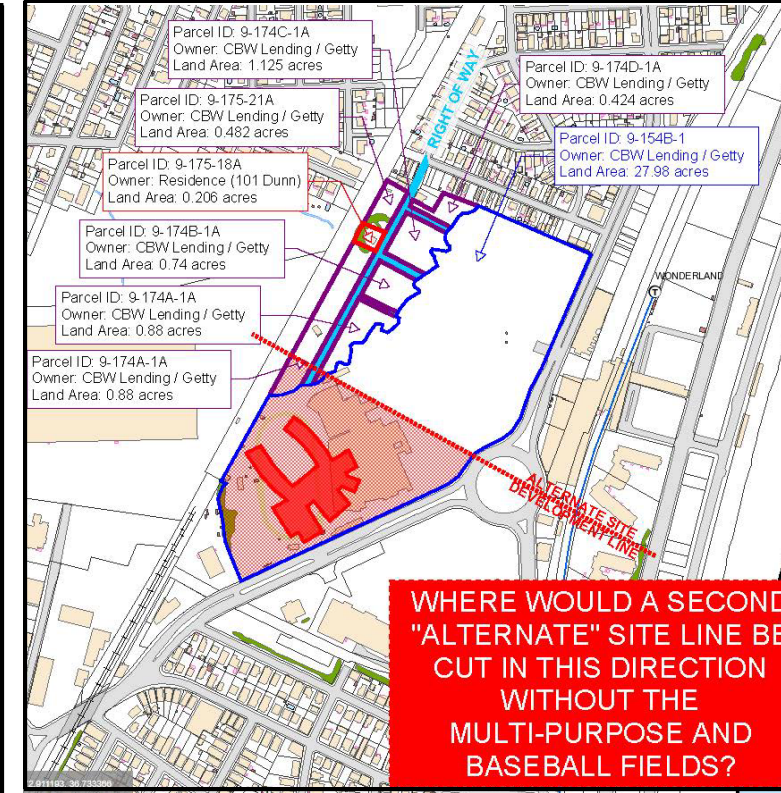 Parcel ID: 9-174C-1A
Owner: CBW Lending / Getty
Land Area: 1.125 acres
Parcel ID: 9-174D-1A
Owner: CBW Lending / Getty
Land Area: 0.424 acres
Parcel ID: 9-175-21A
Owner: CBW Lending / Getty
Land Area: 0.482 acres
RIGHT OF WAY
Parcel ID: 9-154B-1
Owner: CBW Lending / Getty
Land Area: 27.98 acres
Parcel ID: 9-175-18A
Owner: Residence (101 Dunn)
Land Area: 0.206 acres
Parcel ID: 9-174B-1A
Owner: CBW Lending / Getty
Land Area: 0.74 acres
WONDERLAND
T
Parcel ID: 9-174A-1A
Owner: CBW Lending / Getty
Land Area: 0.88 acres
Parcel ID: 9-174A-1A
Owner: CBW Lending / Getty
Land Area: 0.88 acres
ALTERNATE SITE
DEVELOPMENT LINE
WHERE WOULD A SECOND
"ALTERNATE" SITE LINE BE
CUT IN THIS DIRECTION
WITHOUT THE
MULTI-PURPOSE AND
BASEBALL FIELDS?